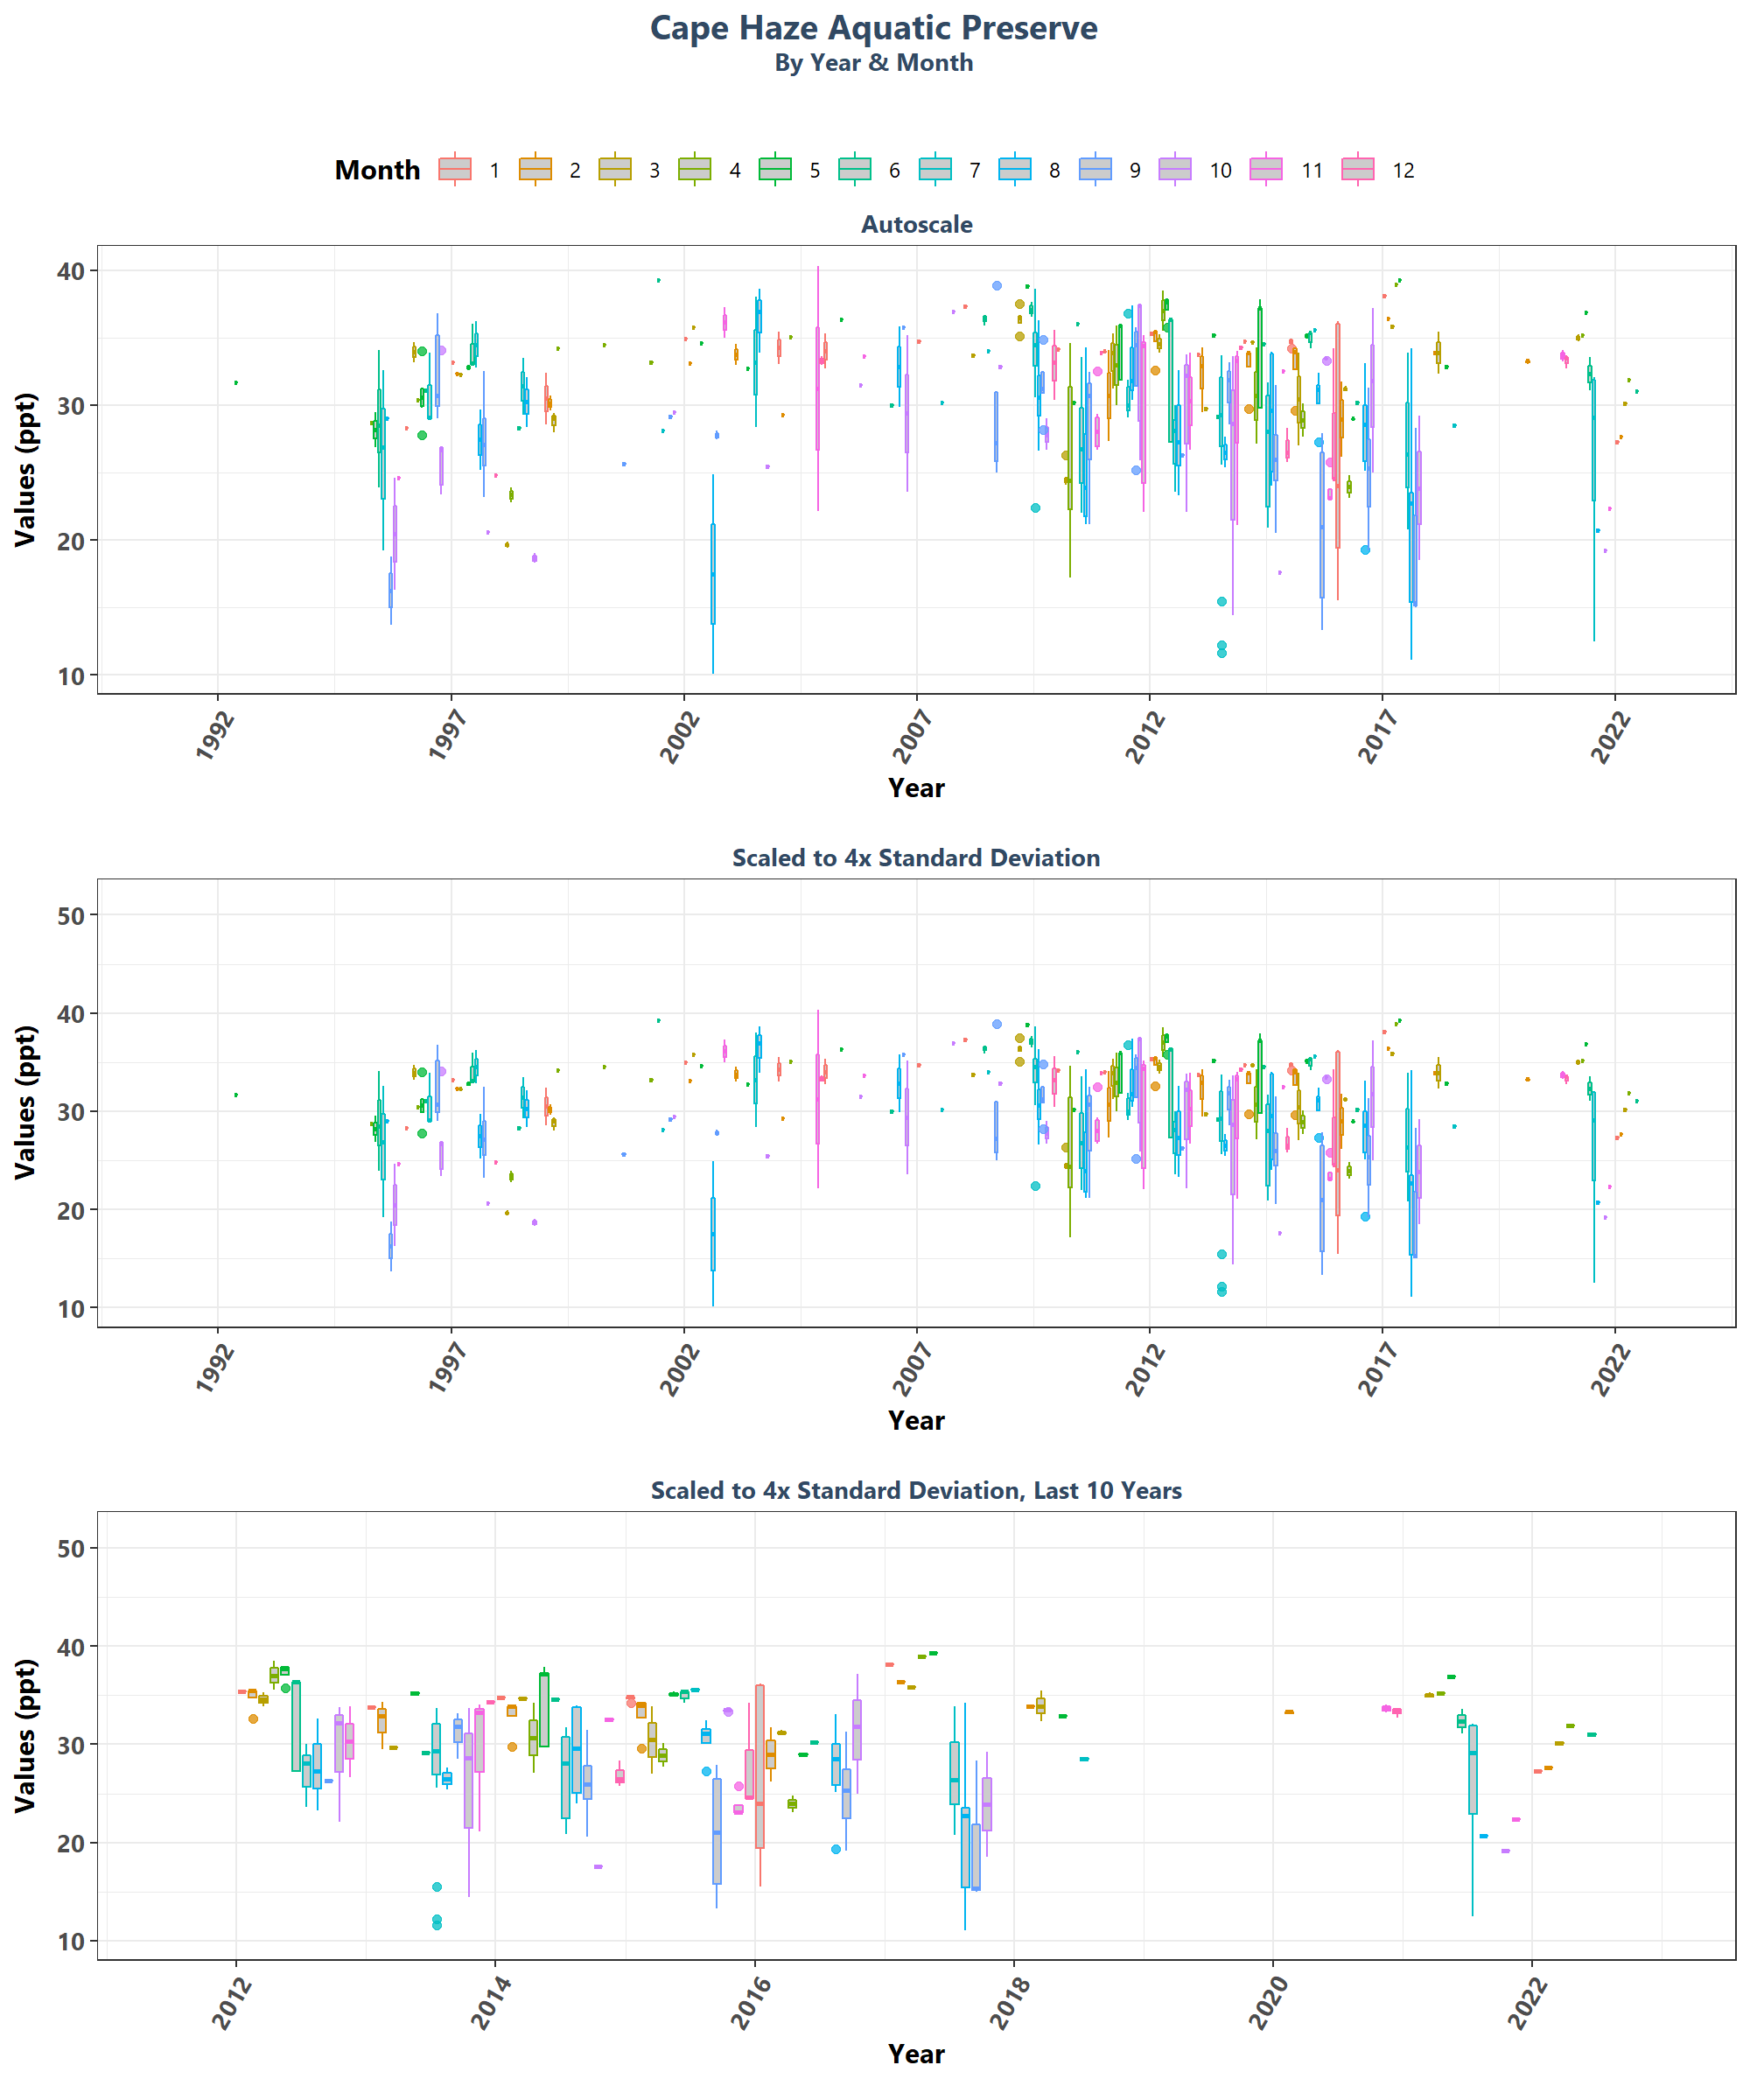 Cape Haze Aquatic Preserve
By Year & Month
Month 1 2 3 4 5 6 7 8 9 10 11 12
Autoscale
40
30
20
10
Values (ppt)
1992 1997 2002 2007 2012 2017 2022
Year
Scaled to 4x Standard Deviation
50
40
30
20
10
Values (ppt)
1992 1997 2002 2007 2012 2017 2022
Year
Scaled to 4x Standard Deviation, Last 10 Years
50
40
30
20
10
Values (ppt)
2012 2014 2016 2018 2020 2022
Year